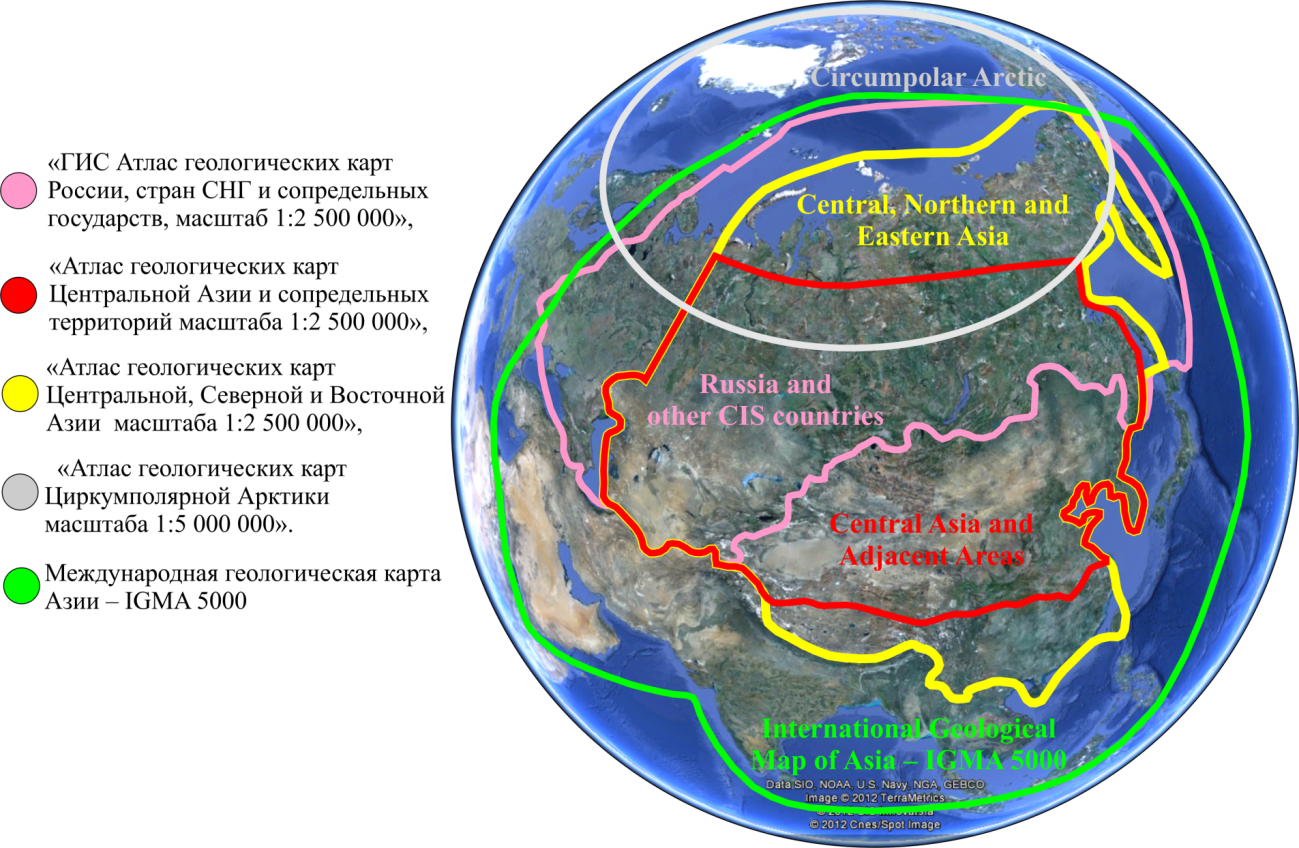 «ГИС Атлас геологических карт
России, стран СНГ и сопредельных
государств, масштаб 1:2 500 000»,
«Атлас геологических карт
Центральной Азии и сопредельных
территорий масштаба 1:2 500 000»,
«Атлас геологических карт
Центральной, Северной и Восточной
Азии масштаба 1:2 500 000»,
«Атлас геологических карт
Циркумполярной Арктики
масштаба 1:5 000 000».
Международная геологическая карта
Азии – IGMA 5000
Circumpolar Arctic
Central, Northern and
Eastern Asia
Russia and
other CIS countries
Central Asia and
Adjacent Areas
International Geological
Map of Asia – IGMA 5000
Data SIO, NOAA, U.S. Navy, NGA, GEBCO
Image © 2012 TerraMetrics
© 2012 Cnes/Spot Image